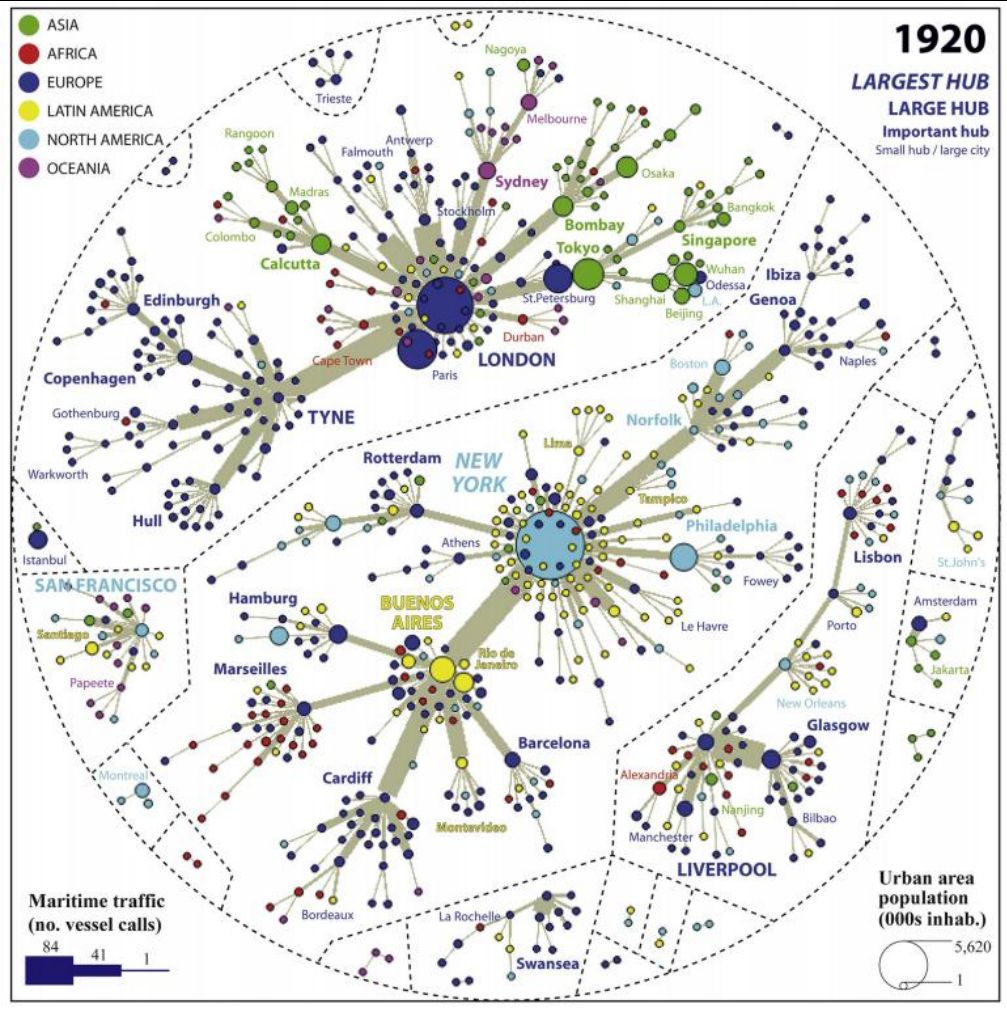 ASIA
AFRICA
EUROPE
LATIN AMERICA
NORTH AMERICA
OCEANIA
1920
LARGEST HUB
LARGE HUB
Important hub
Small hub / large city
Trieste
Nagoya
Melbourne
Rangoon
Antwerp
Falmouth
Madras
Stockholm
Sydney
Osaka
Colombo
Calcutta
Bombay
Tokyo
Bangkok
Singapore
Wuhan
Odessa
L.A.
Shanghai
Beijing
St.Petersburg
Ibiza
Genoa
Naples
Edinburgh
Durban
Cape Town
Paris
LONDON
Copenhagen
Gothenburg
TYNE
Warkworth
Hull
Boston
Norfolk
Lima
Tampico
Rotterdam
NEW
YORK
Philadelphia
Athens
Fowey
Le Havre
Istanbul
SAN FRANCISCO
Santiago
Papeete
Hamburg
BUENOS
AIRES
Rio de
Janeiro
Marseilles
Lisbon
St.John's
Amsterdam
Porto
Jakarta
New Orleans
Glasgow
Barcelona
Cardiff
Montevideo
Montreal
Alexandria
Nanjing
Manchester
Bilbao
LIVERPOOL
Bordeaux
La Rochelle
Swansea
Maritime traffic
(no. vessel calls)
84
41
1
Urban area
population
(000s inhab.)
5,620
1